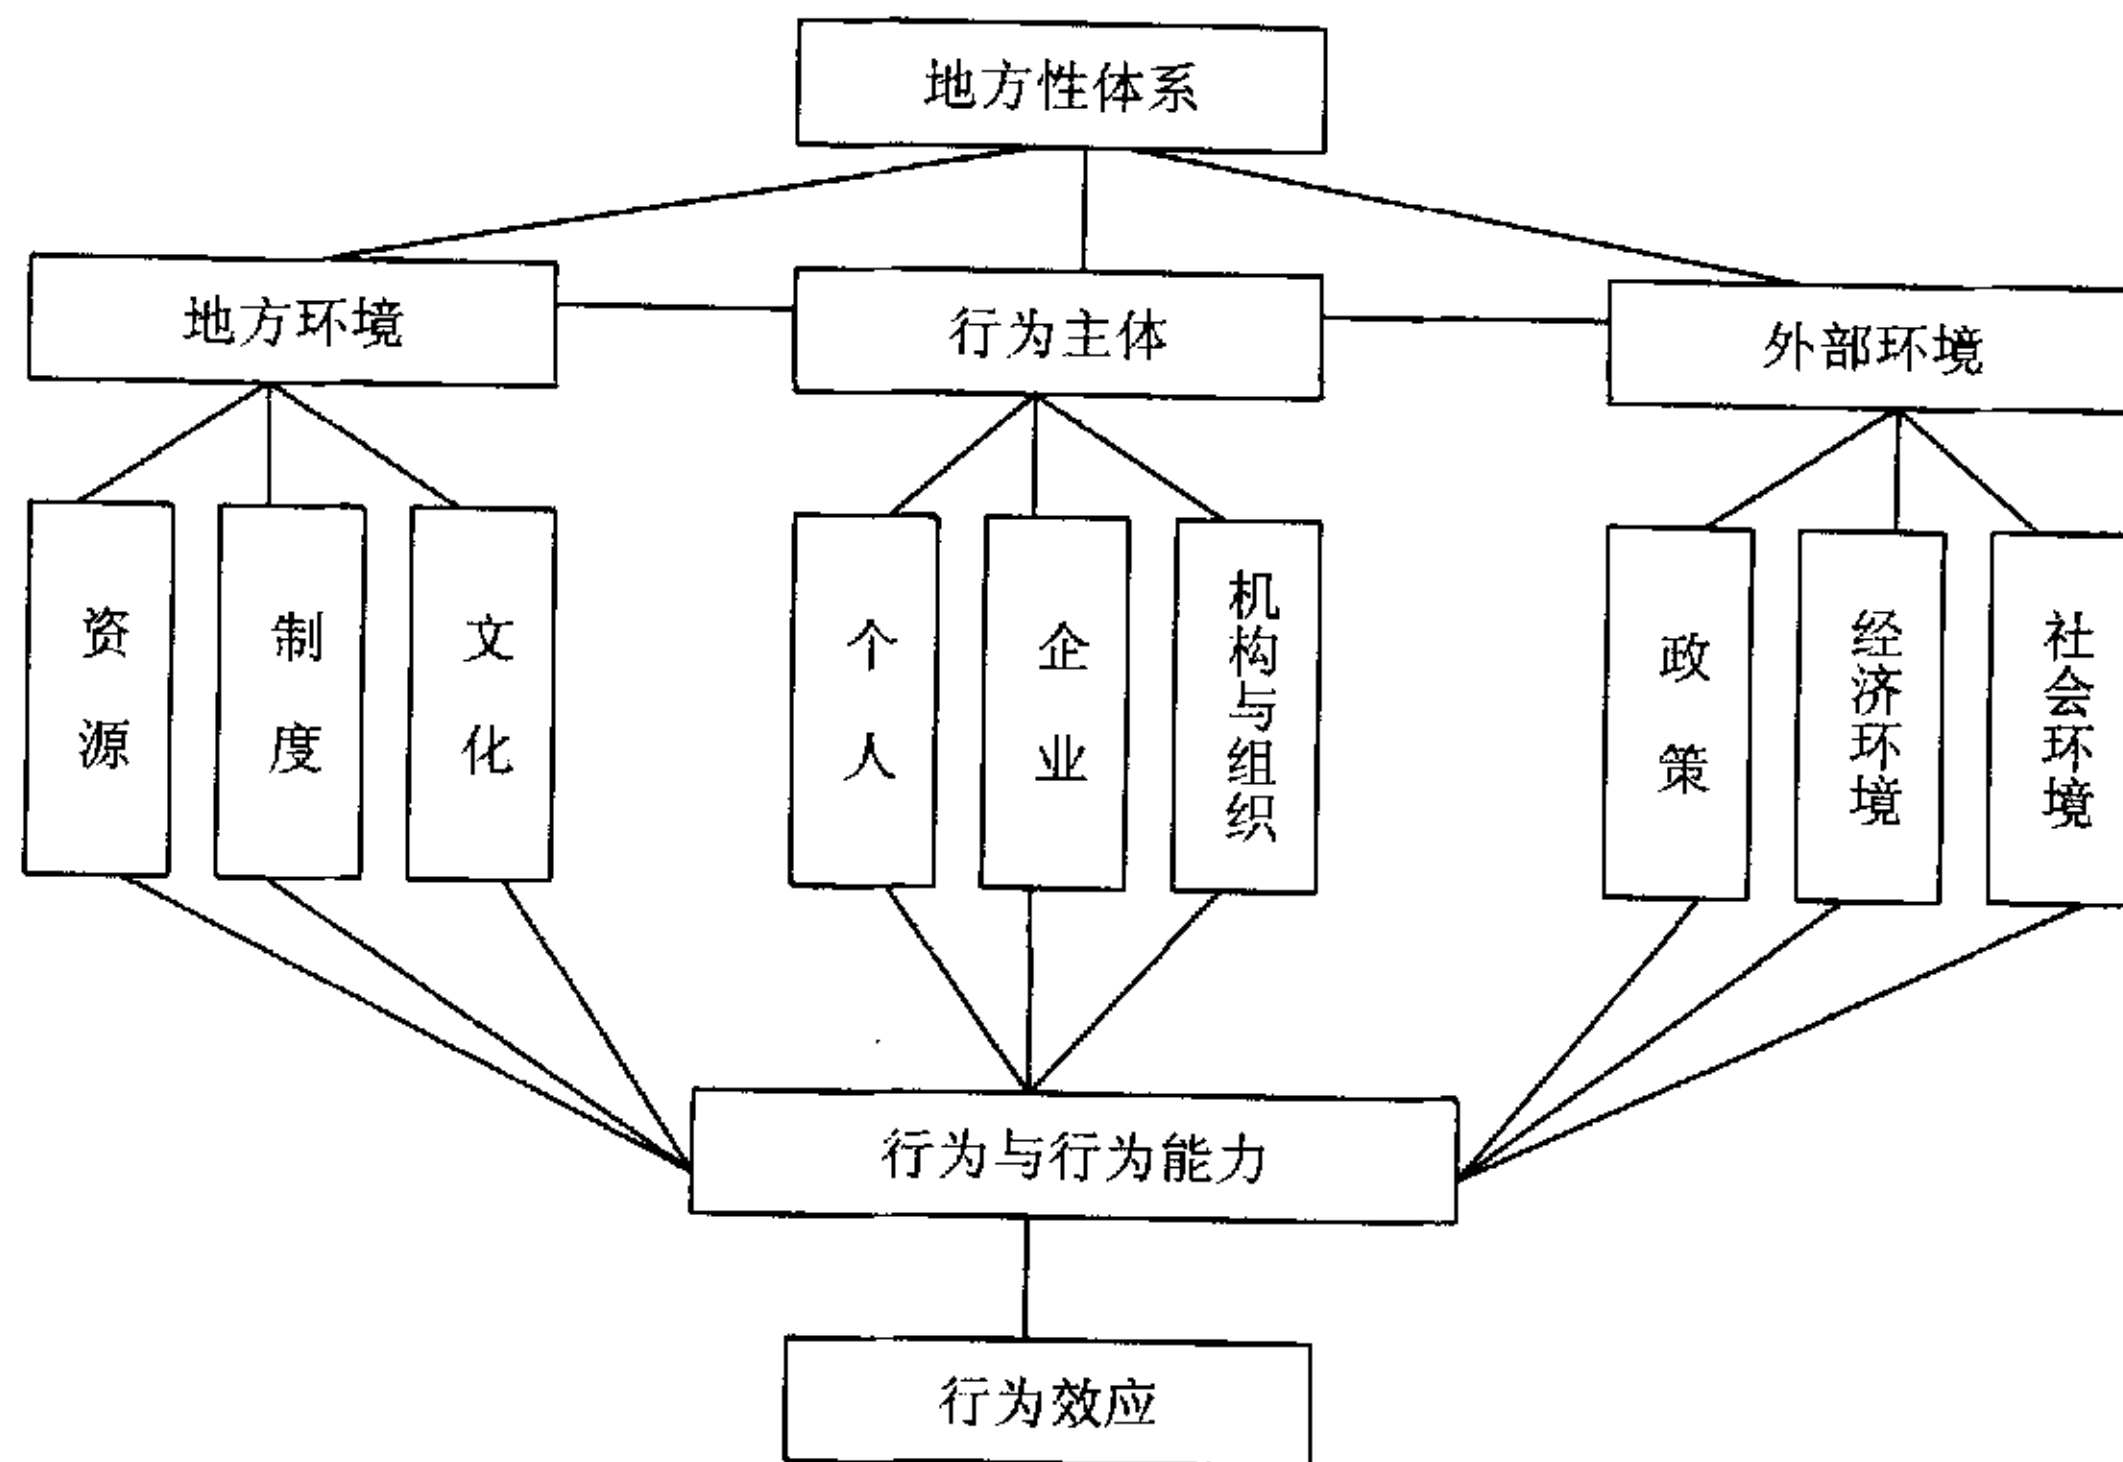 地方性体系
地方环境
行为主体
外部环境
资源
制度
文化
个人
企业
机构与组织
政策
经济环境
社会环境
行为与行为能力
行为效应